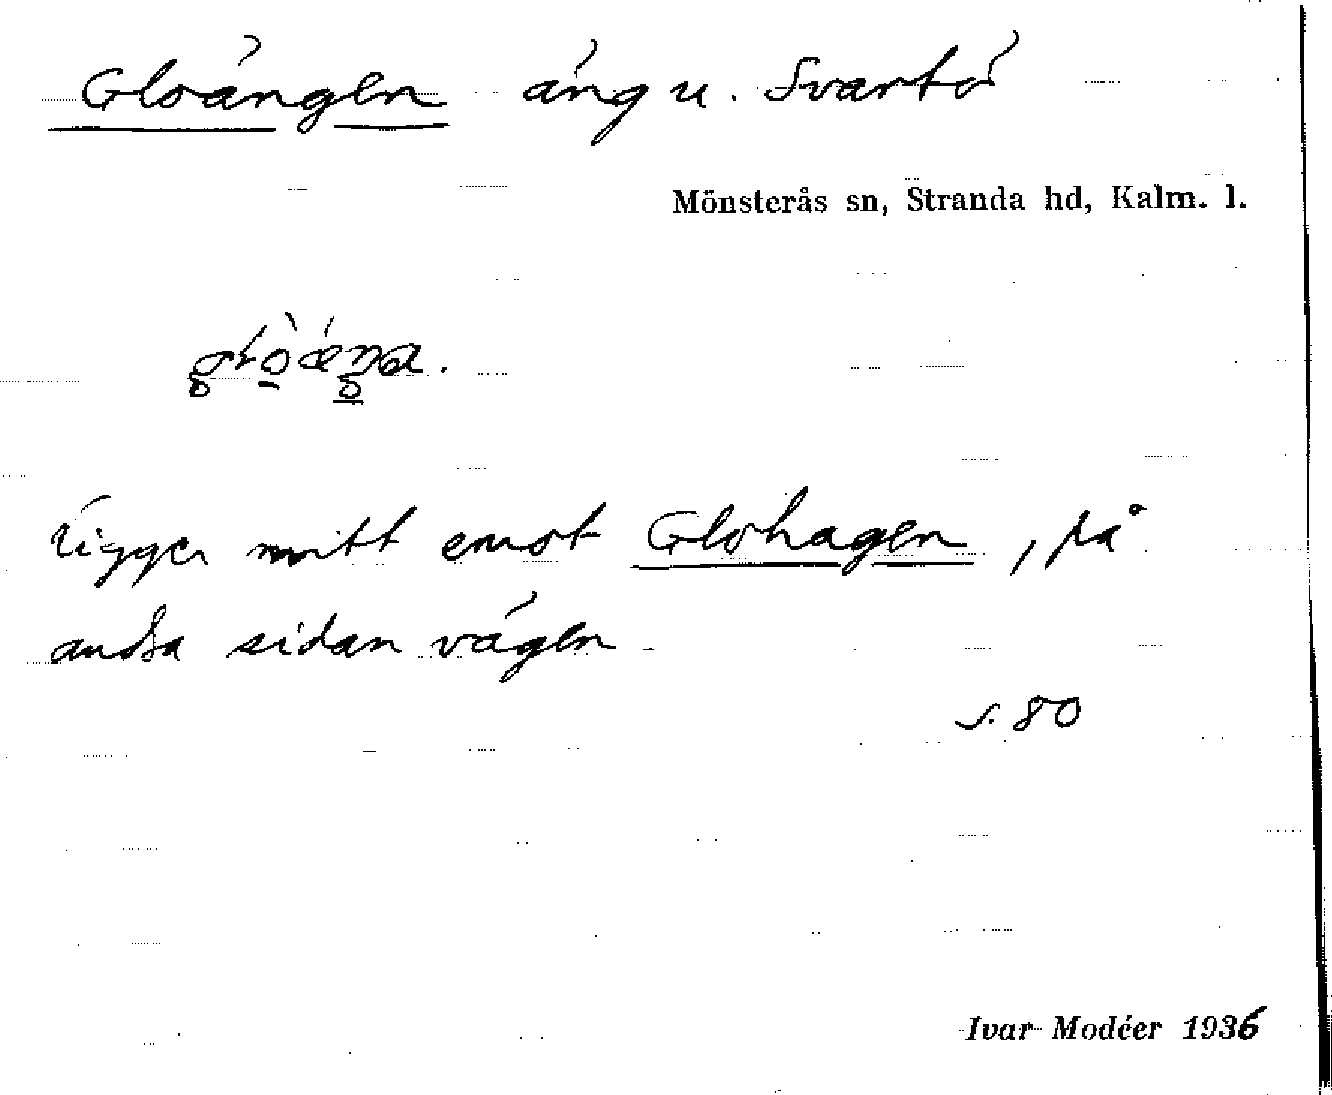 Gloängen äng u. Svartö
Mönsterås sn, Stranda hd, Kalm. l.
Ligger mitt emot Glohagen, på
andra sidan vägen
s. 80
Ivar Modéer 1936